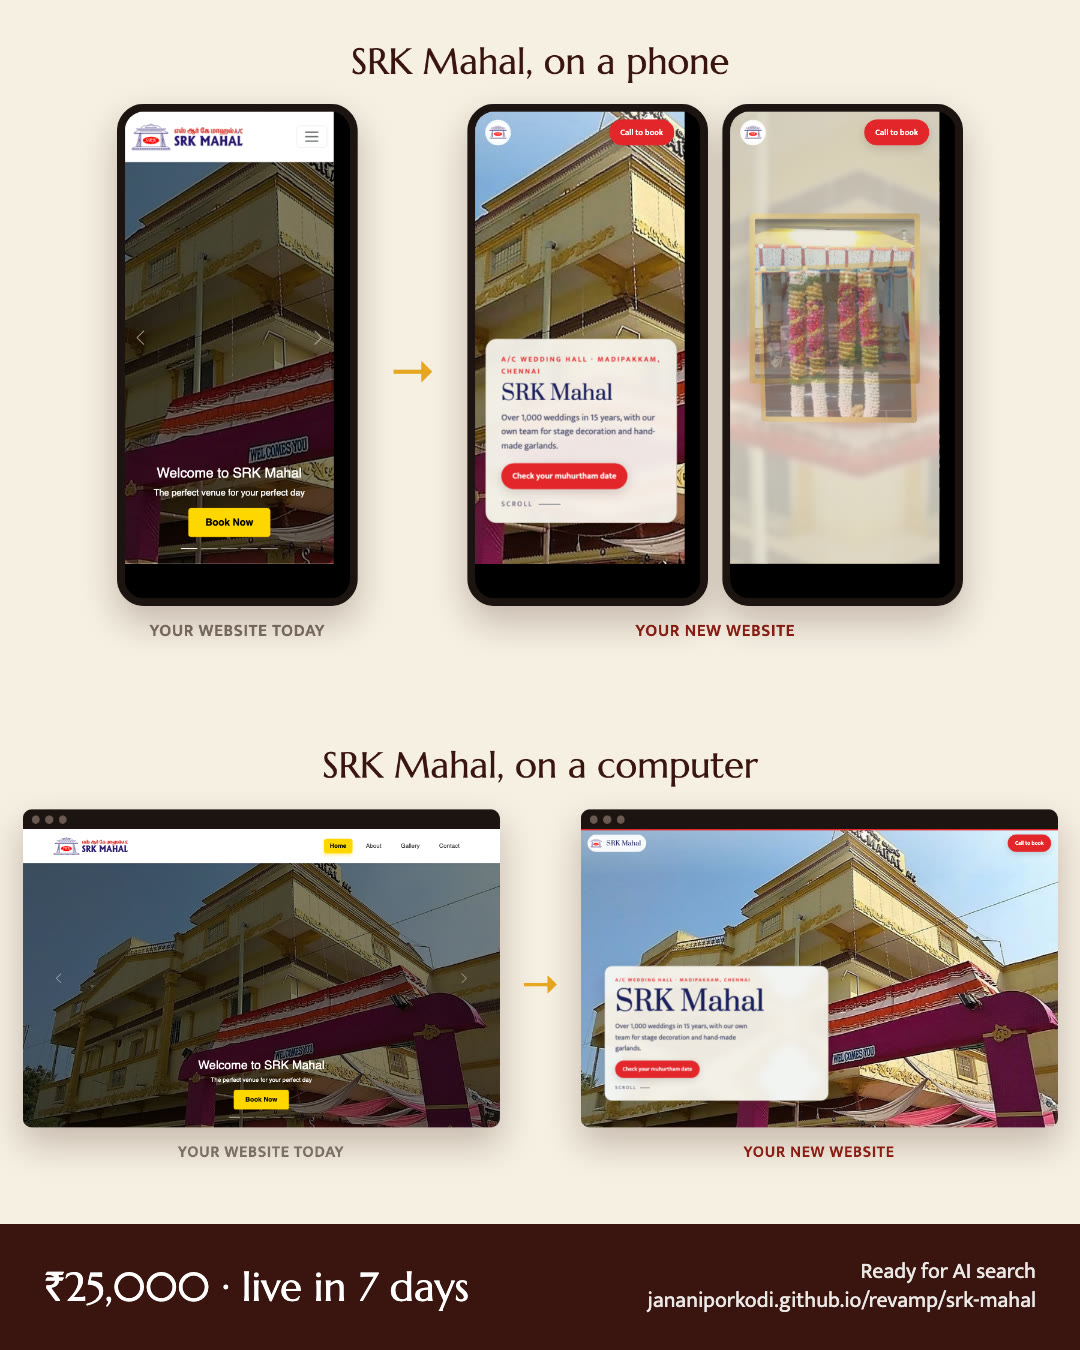 SRK Mahal, on a phone
எஸ் ஆர் கே மாஹால் A/C
SRK MAHAL
WELCOMES YOU
Welcome to SRK Mahal
The perfect venue for your perfect day
Book Now
YOUR WEBSITE TODAY
Call to book
A/C WEDDING HALL · MADIPAKKAM,
CHENNAI
SRK Mahal
Over 1,000 weddings in 15 years, with our
own team for stage decoration and hand-
made garlands.
Check your muhurtham date
SCROLL
Call to book
YOUR NEW WEBSITE
SRK Mahal, on a computer
SRK MAHAL
Home
About
Gallery
Contact
Welcome to SRK Mahal
The perfect venue for your perfect day
Book Now
YOUR WEBSITE TODAY
SRK Mahal
Call to book
A/C WEDDING HALL · MADIPAKKAM, CHENNAI
SRK Mahal
Over 1,000 weddings in 15 years, with our own
team for stage decoration and hand-made
garlands.
Check your muhurtham date
SCROLL
WELCOMES YOU
YOUR NEW WEBSITE
₹25,000 · live in 7 days
Ready for AI search
jananiporkodi.github.io/revamp/srk-mahal